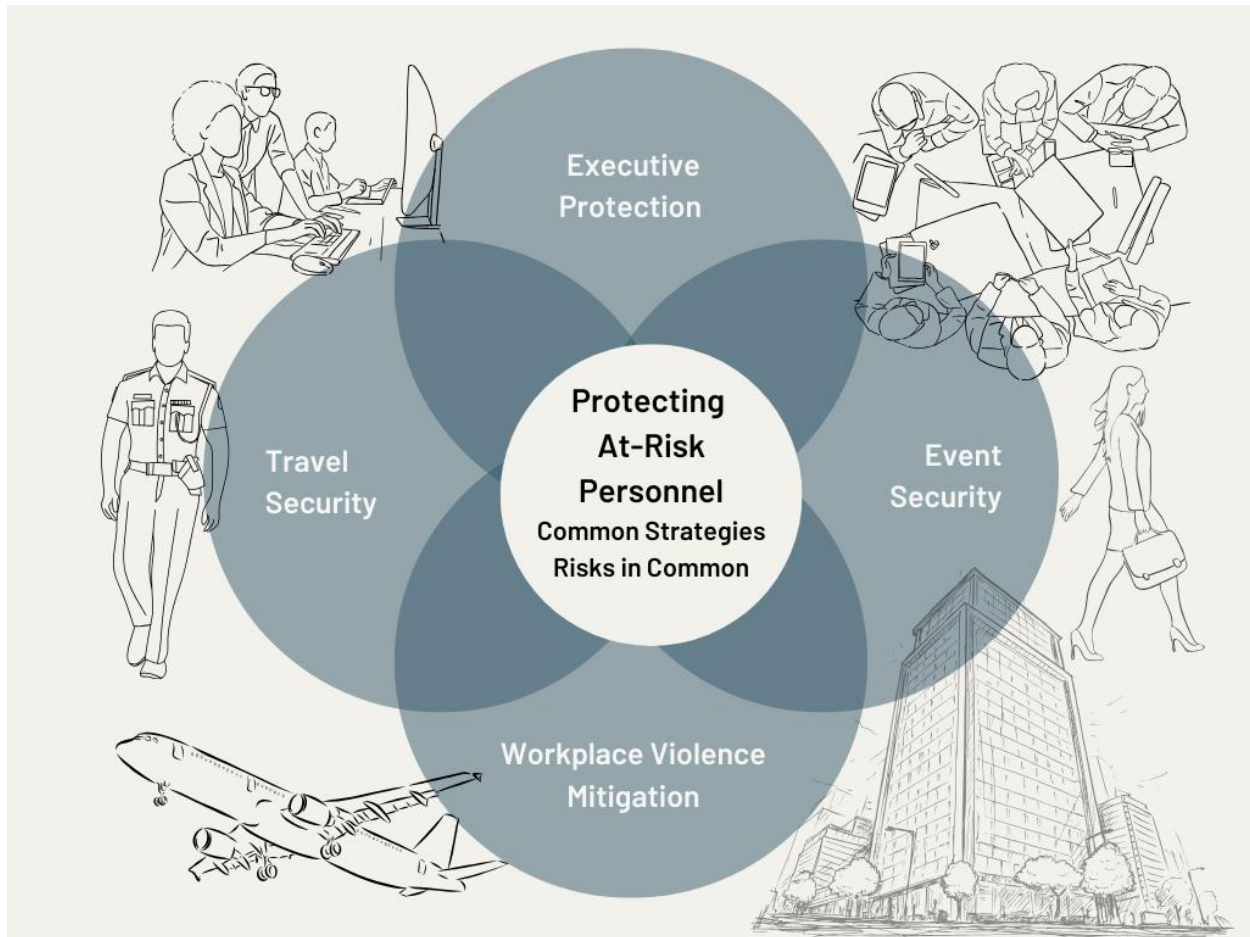 Executive
Protection
Travel
Security
Event
Security
Protecting
At-Risk
Personnel
Common Strategies
Risks in Common
Workplace Violence
Mitigation